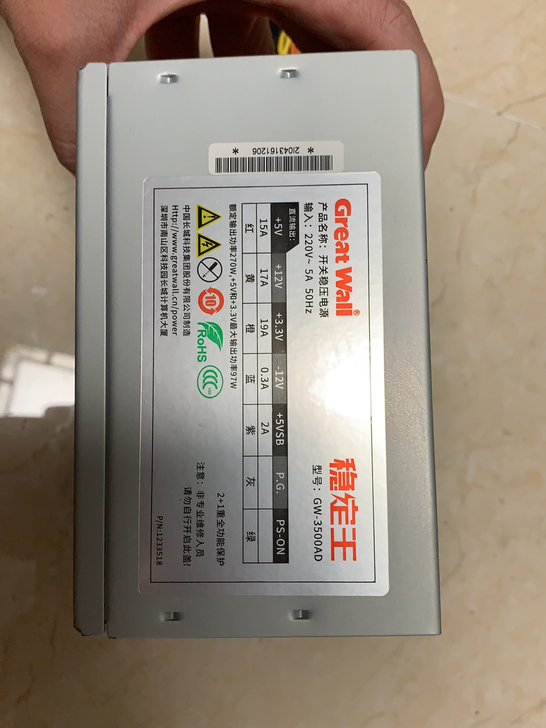 * 2I043161206 *
Great Wall®
稳定王
产品名称：开关稳压电源
型号：GW-3500AD
输入：220V~ 5A 50Hz
直流输出：
+5V +12V +3.3V -12V +5VSB P.G. PS-ON
15A 17A 19A 0.3A 2A
红 黄 橙 蓝 紫 灰 绿
额定输出功率270W,+5V和+3.3V最大输出功率97W
2+1重全功能保护
10
RoHS
CCC
注意：非专业维修人员
请勿自行开启此盖!
中国长城科技集团股份有限公司制造
Http://www.greatwall.cn/power
深圳市南山区科技园长城计算机大厦
P/N:1233518